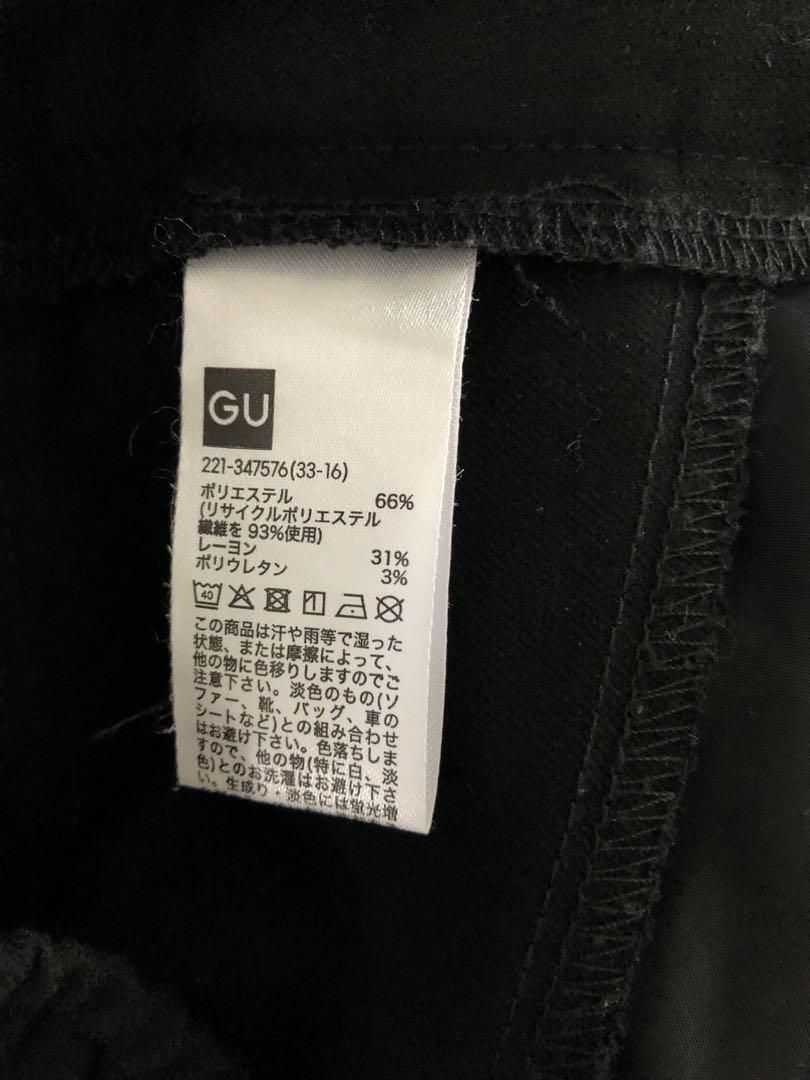 GU
221-347576(33-16)
ポリエステル 66%
(リサイクルポリエステル
繊維を 93%使用)
レーヨン 31%
ポリウレタン 3%
40
この商品は汗や雨等で湿った
状態、または摩擦によって、
他の物に色移りしますのでご
注意下さい。淡色のもの(ソ
ファー、靴、バッグ、車の
シートなど)との組み合わせ
はお避け下さい。色落ちしま
すので、他の物(特に白、淡
色)とのお洗濯はお避け下さ
い。生成り・淡色には蛍光増